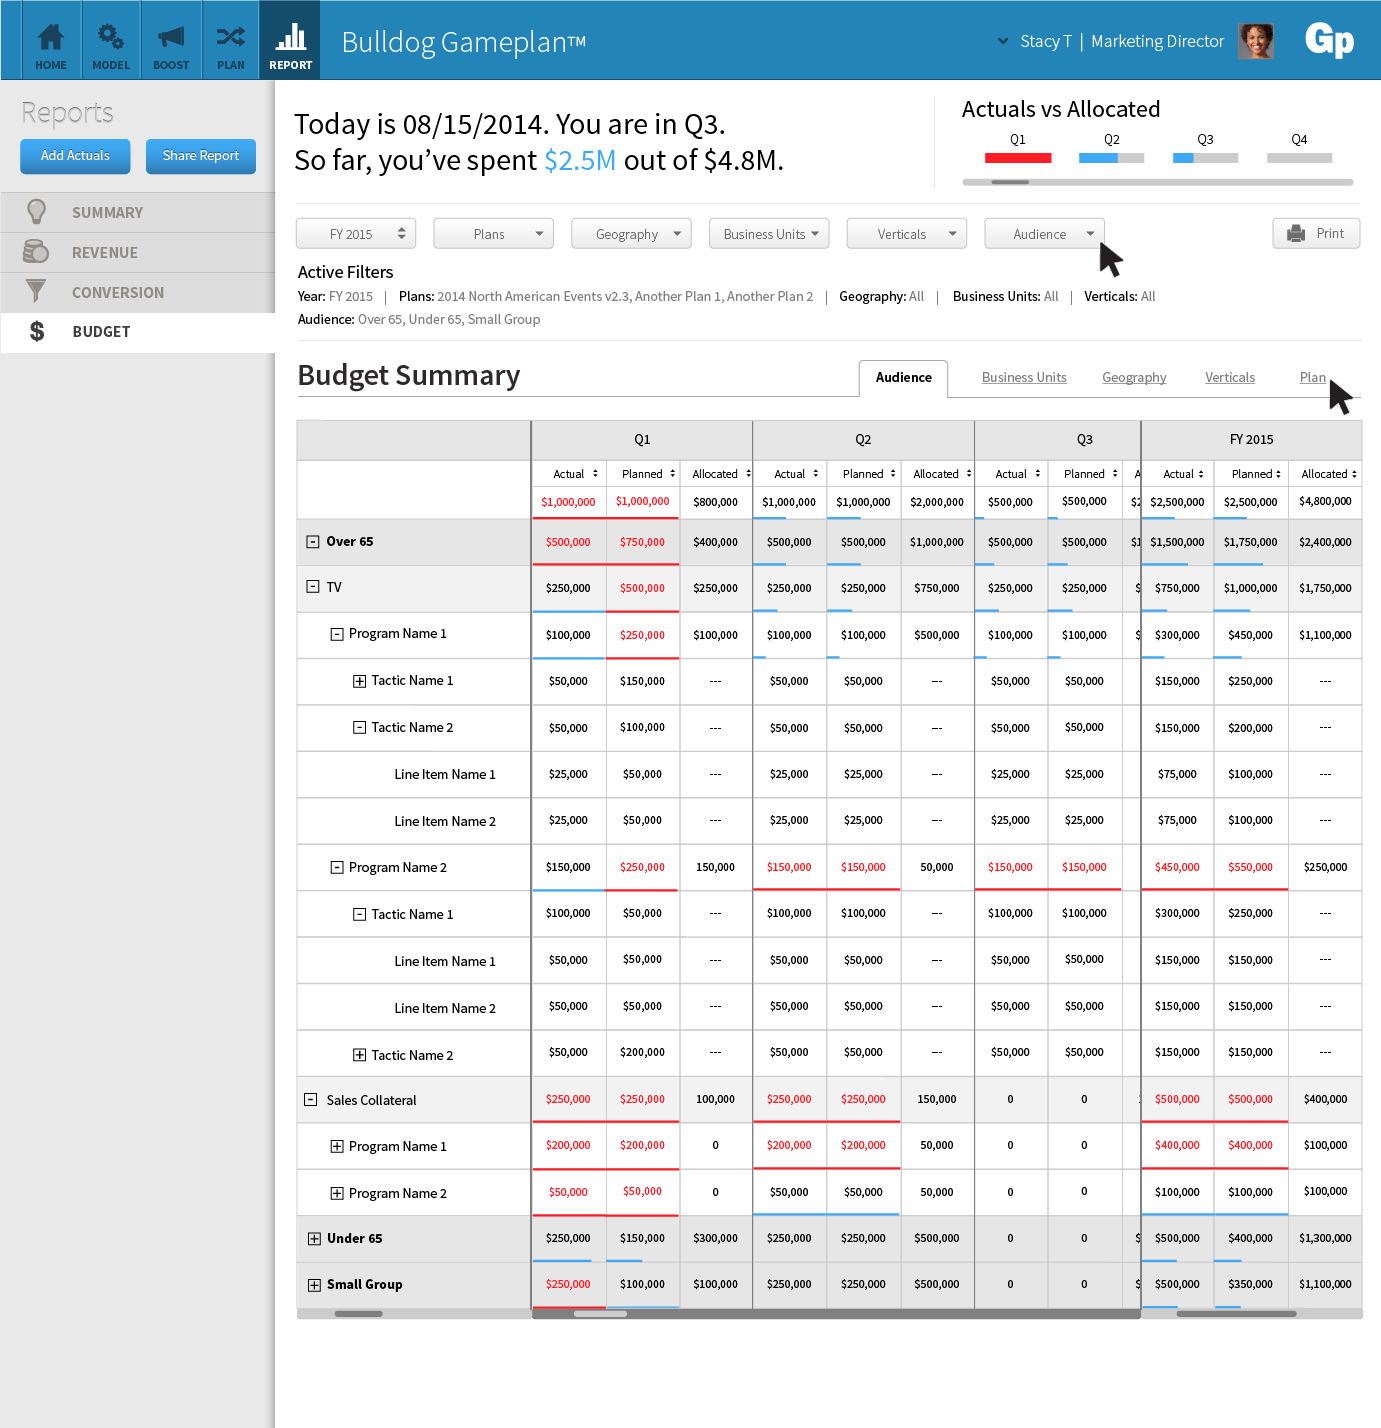 HOME MODEL BOOST PLAN REPORT
Bulldog Gameplan™
Stacy T | Marketing Director
Gp
Reports
Add Actuals Share Report
SUMMARY
REVENUE
CONVERSION
$ BUDGET
Today is 08/15/2014. You are in Q3.
So far, you’ve spent $2.5M out of $4.8M.
Actuals vs Allocated
Q1 Q2 Q3 Q4
FY 2015 Plans Geography Business Units Verticals Audience Print
Active Filters
Year: FY 2015 | Plans: 2014 North American Events v2.3, Another Plan 1, Another Plan 2 | Geography: All | Business Units: All | Verticals: All
Audience: Over 65, Under 65, Small Group
Budget Summary
Audience Business Units Geography Verticals Plan
Q1 Q2 Q3 FY 2015
Actual Planned Allocated Actual Planned Allocated Actual Planned A Actual Planned Allocated
$1,000,000 $1,000,000 $800,000 $1,000,000 $1,000,000 $2,000,000 $500,000 $500,000 $2 $2,500,000 $2,500,000 $4,800,000
Over 65 $500,000 $750,000 $400,000 $500,000 $500,000 $1,000,000 $500,000 $500,000 $1 $1,500,000 $1,750,000 $2,400,000
TV $250,000 $500,000 $250,000 $250,000 $250,000 $750,000 $250,000 $250,000 $ $750,000 $1,000,000 $1,750,000
Program Name 1 $100,000 $250,000 $100,000 $100,000 $100,000 $500,000 $100,000 $100,000 $ $300,000 $450,000 $1,100,000
Tactic Name 1 $50,000 $150,000 --- $50,000 $50,000 --- $50,000 $50,000 $150,000 $250,000 ---
Tactic Name 2 $50,000 $100,000 --- $50,000 $50,000 --- $50,000 $50,000 $150,000 $200,000 ---
Line Item Name 1 $25,000 $50,000 --- $25,000 $25,000 --- $25,000 $25,000 $75,000 $100,000 ---
Line Item Name 2 $25,000 $50,000 --- $25,000 $25,000 --- $25,000 $25,000 $75,000 $100,000 ---
Program Name 2 $150,000 $250,000 150,000 $150,000 $150,000 50,000 $150,000 $150,000 $450,000 $550,000 $250,000
Tactic Name 1 $100,000 $50,000 --- $100,000 $100,000 --- $100,000 $100,000 $300,000 $250,000 ---
Line Item Name 1 $50,000 $50,000 --- $50,000 $50,000 --- $50,000 $50,000 $150,000 $150,000 ---
Line Item Name 2 $50,000 $50,000 --- $50,000 $50,000 --- $50,000 $50,000 $150,000 $150,000 ---
Tactic Name 2 $50,000 $200,000 --- $50,000 $50,000 --- $50,000 $50,000 $150,000 $150,000 ---
Sales Collateral $250,000 $250,000 100,000 $250,000 $250,000 150,000 0 0 $500,000 $500,000 $400,000
Program Name 1 $200,000 $200,000 0 $200,000 $200,000 50,000 0 0 $400,000 $400,000 $100,000
Program Name 2 $50,000 $50,000 0 $50,000 $50,000 50,000 0 0 $100,000 $100,000 $100,000
Under 65 $250,000 $150,000 $300,000 $250,000 $250,000 $500,000 0 0 $ $500,000 $400,000 $1,300,000
Small Group $250,000 $100,000 $100,000 $250,000 $250,000 $500,000 0 0 $ $500,000 $350,000 $1,100,000